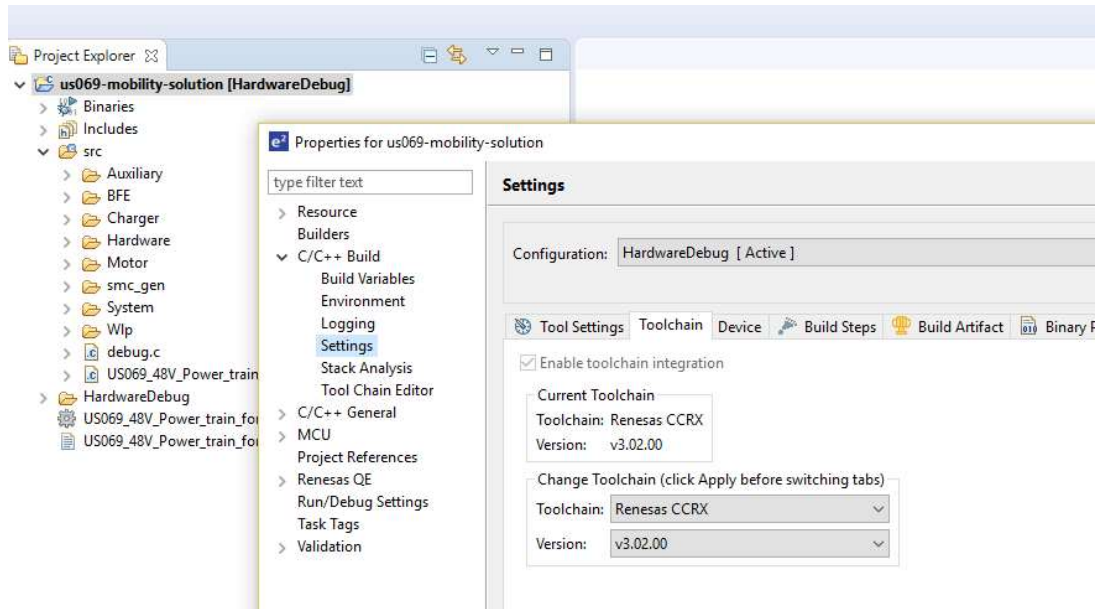 Project Explorer
us069-mobility-solution [HardwareDebug]
Binaries
Includes
src
Auxiliary
BFE
Charger
Hardware
Motor
smc_gen
System
Wlp
debug.c
US069_48V_Power_train
HardwareDebug
US069_48V_Power_train_fo
US069_48V_Power_train_fo
Properties for us069-mobility-solution
type filter text
Resource
Builders
C/C++ Build
Build Variables
Environment
Logging
Settings
Stack Analysis
Tool Chain Editor
C/C++ General
MCU
Project References
Renesas QE
Run/Debug Settings
Task Tags
Validation
Settings
Configuration: HardwareDebug [ Active ]
Tool Settings Toolchain Device Build Steps Build Artifact Binary P
Enable toolchain integration
Current Toolchain
Toolchain: Renesas CCRX
Version: v3.02.00
Change Toolchain (click Apply before switching tabs)
Toolchain: Renesas CCRX
Version: v3.02.00